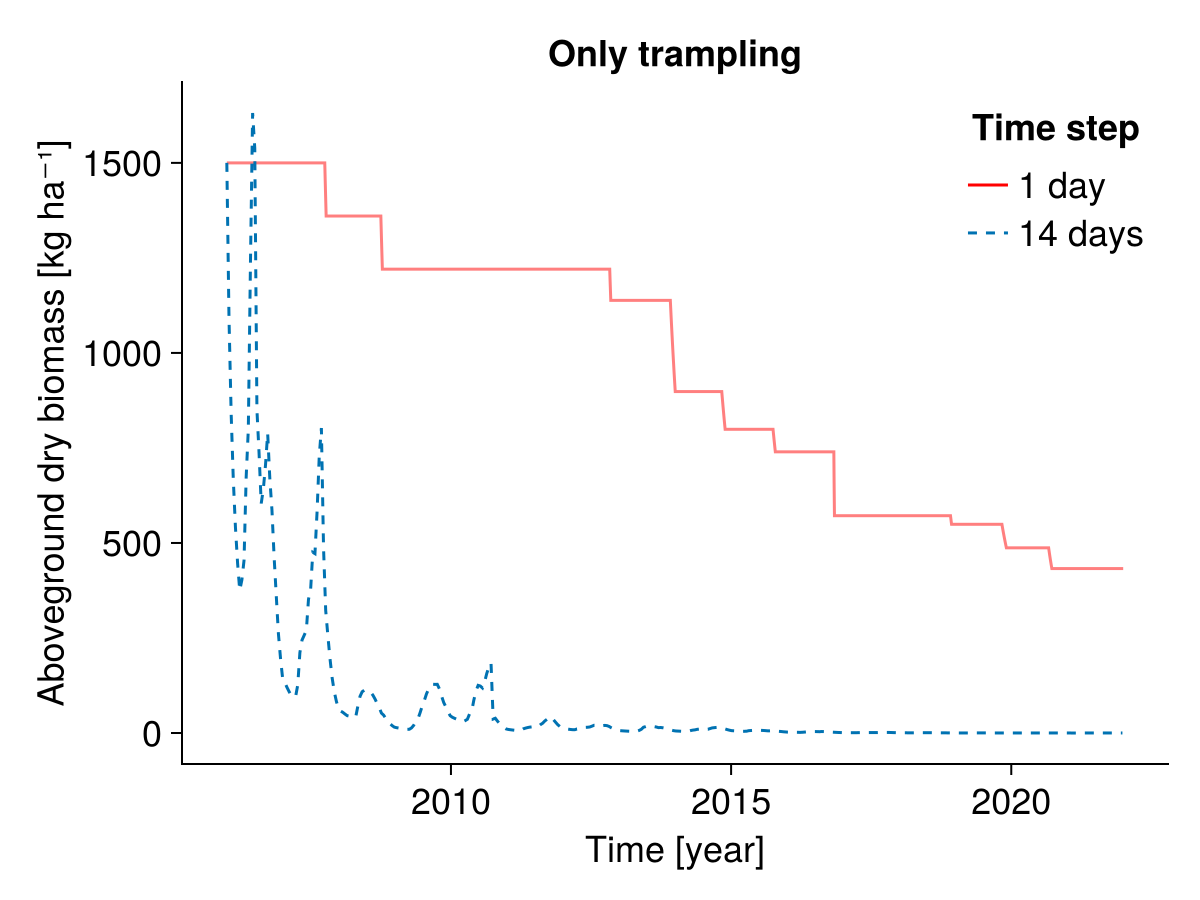 Only trampling
Aboveground dry biomass [kg ha⁻¹]
1500
1000
500
0
Time step
1 day
14 days
2010
2015
2020
Time [year]